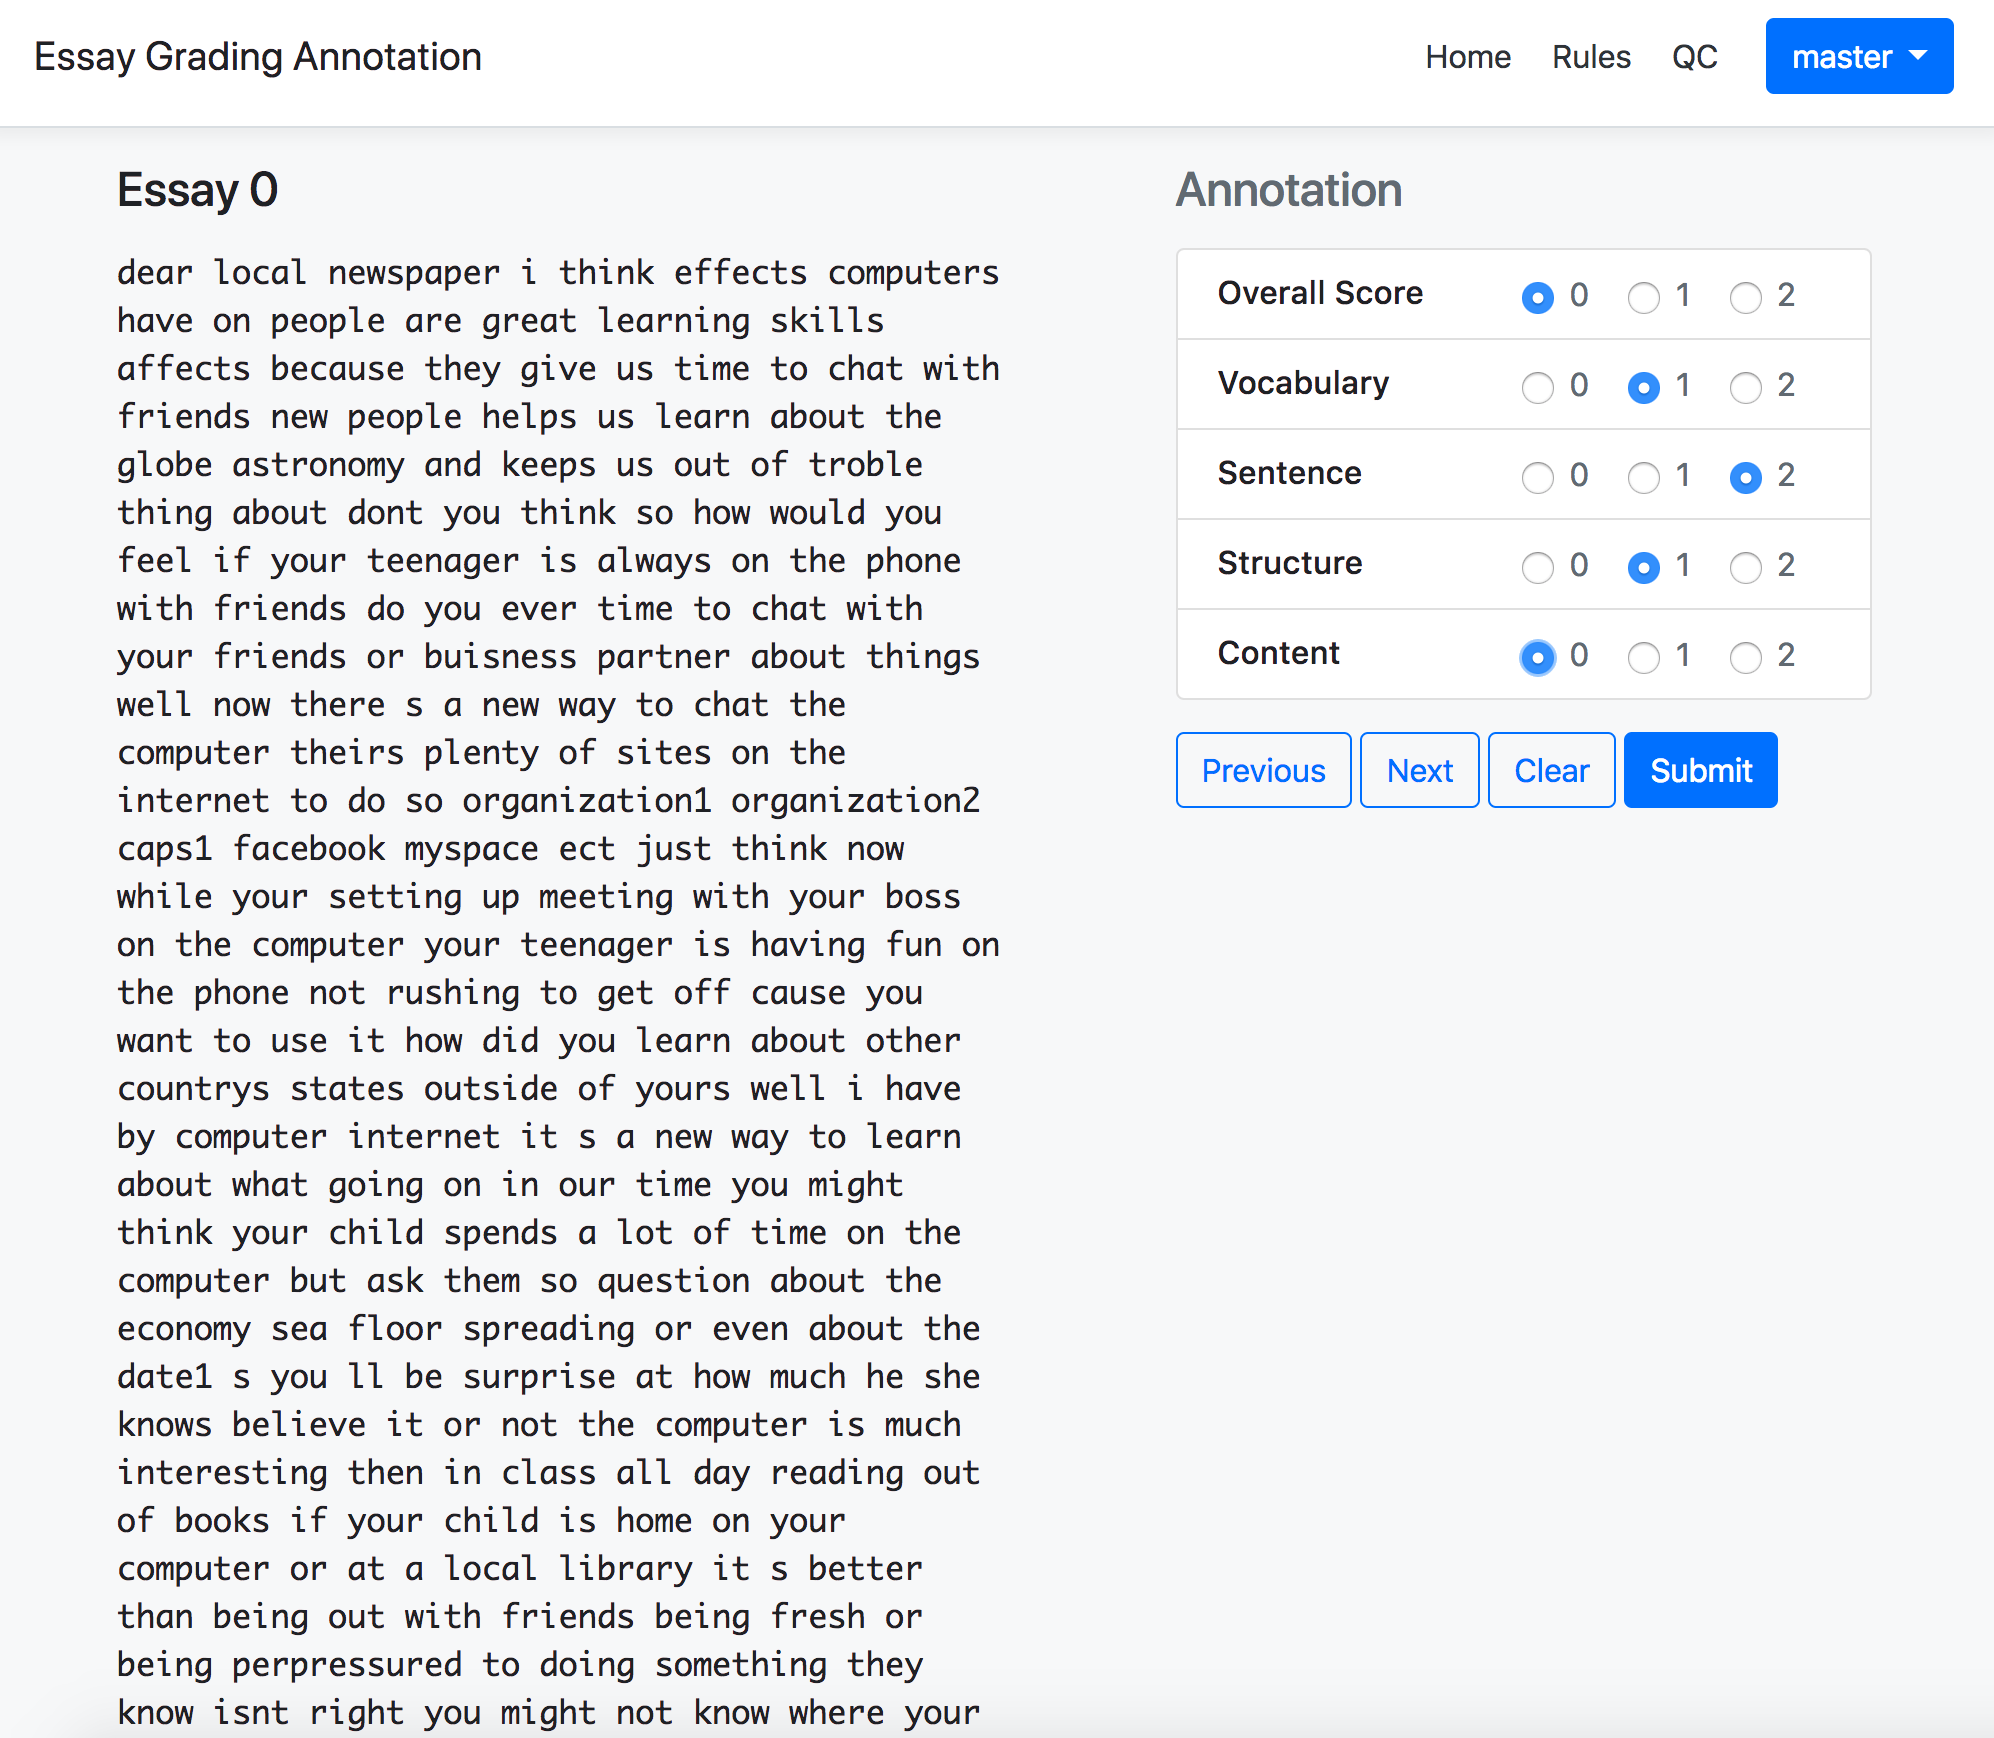 Essay Grading Annotation
Home Rules QC master
Essay 0
dear local newspaper i think effects computers
have on people are great learning skills
affects because they give us time to chat with
friends new people helps us learn about the
globe astronomy and keeps us out of troble
thing about dont you think so how would you
feel if your teenager is always on the phone
with friends do you ever time to chat with
your friends or buisness partner about things
well now there s a new way to chat the
computer theirs plenty of sites on the
internet to do so organization1 organization2
caps1 facebook myspace ect just think now
while your setting up meeting with your boss
on the computer your teenager is having fun on
the phone not rushing to get off cause you
want to use it how did you learn about other
countrys states outside of yours well i have
by computer internet it s a new way to learn
about what going on in our time you might
think your child spends a lot of time on the
computer but ask them so question about the
economy sea floor spreading or even about the
date1 s you ll be surprise at how much he she
knows believe it or not the computer is much
interesting then in class all day reading out
of books if your child is home on your
computer or at a local library it s better
than being out with friends being fresh or
being perpressured to doing something they
know isnt right you might not know where your
Annotation
Overall Score 0 1 2
Vocabulary 0 1 2
Sentence 0 1 2
Structure 0 1 2
Content 0 1 2
Previous Next Clear Submit